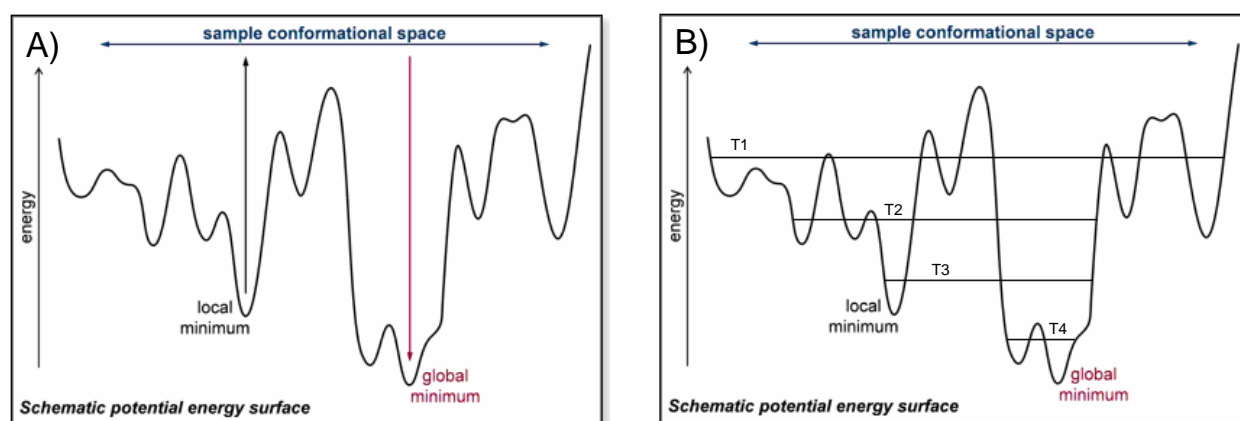 A)
sample conformational space
energy
local
minimum
global
minimum
Schematic potential energy surface
B)
sample conformational space
energy
T1
T2
T3
local
minimum
T4
global
minimum
Schematic potential energy surface